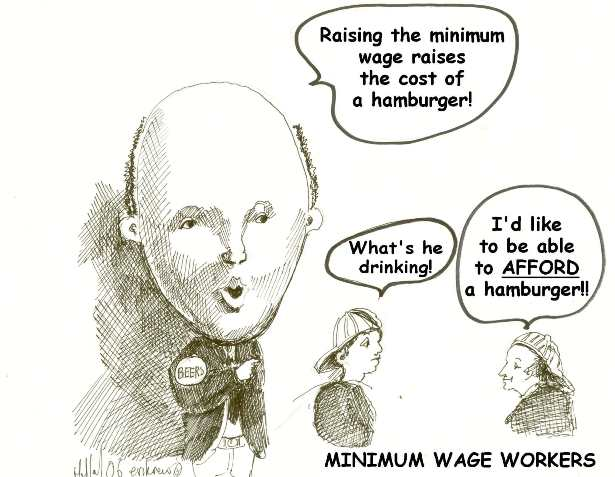 Raising the minimum
wage raises
the cost of
a hamburger!
What's he
drinking!
I'd like
to be able
to AFFORD
a hamburger!!
BEERS
MINIMUM WAGE WORKERS
06